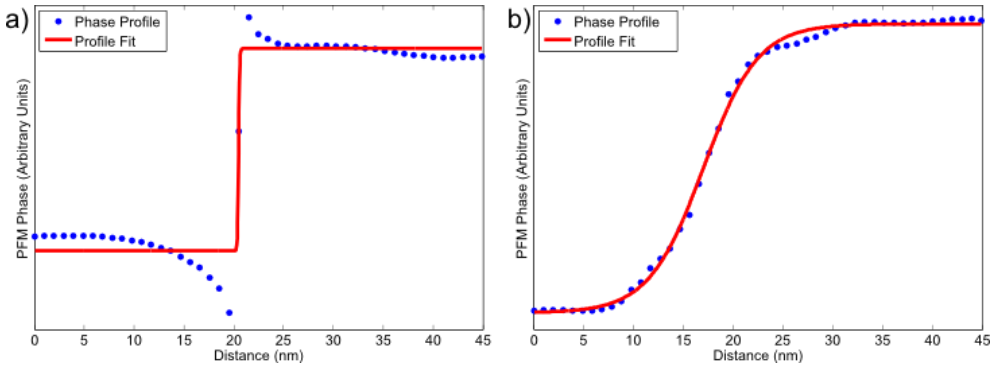 a)
Phase Profile
Profile Fit
PFM Phase (Arbitrary Units)
0 5 10 15 20 25 30 35 40 45
Distance (nm)
b)
Phase Profile
Profile Fit
PFM Phase (Arbitrary Units)
0 5 10 15 20 25 30 35 40 45
Distance (nm)